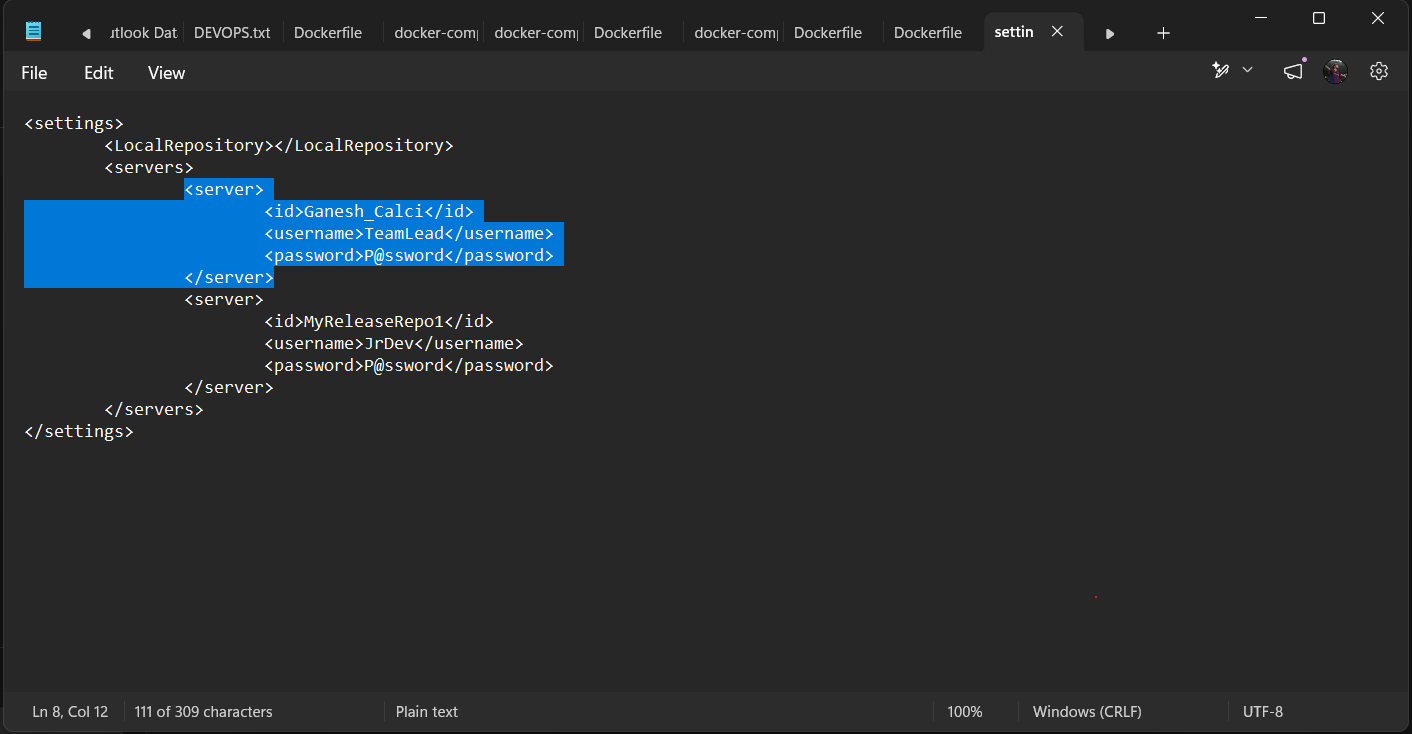 utlook Dat DEVOPS.txt Dockerfile docker-comp docker-comp Dockerfile docker-comp Dockerfile Dockerfile settin
File Edit View
<settings>
<LocalRepository></LocalRepository>
<servers>
<server>
<id>Ganesh_Calci</id>
<username>TeamLead</username>
<password>P@ssword</password>
</server>
<server>
<id>MyReleaseRepo1</id>
<username>JrDev</username>
<password>P@ssword</password>
</server>
</servers>
</settings>
Ln 8, Col 12 111 of 309 characters Plain text 100% Windows (CRLF) UTF-8